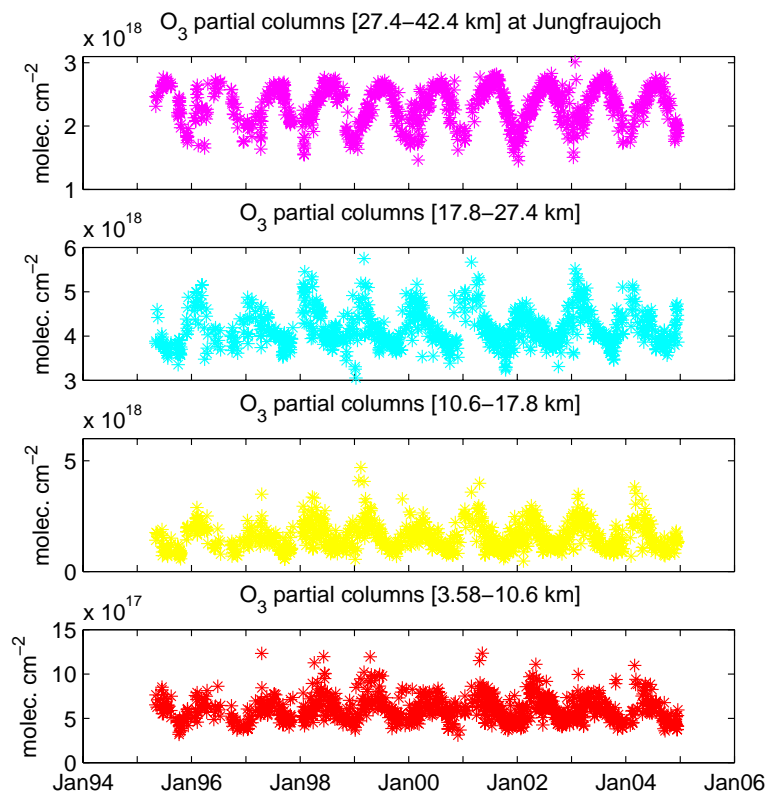 O3 partial columns [27.4−42.4 km] at Jungfraujoch
x 10^18
3
2
1
molec. cm−2
O3 partial columns [17.8−27.4 km]
x 10^18
6
5
4
3
molec. cm−2
O3 partial columns [10.6−17.8 km]
x 10^18
5
0
molec. cm−2
O3 partial columns [3.58−10.6 km]
x 10^17
15
10
5
0
molec. cm−2
Jan94 Jan96 Jan98 Jan00 Jan02 Jan04 Jan06